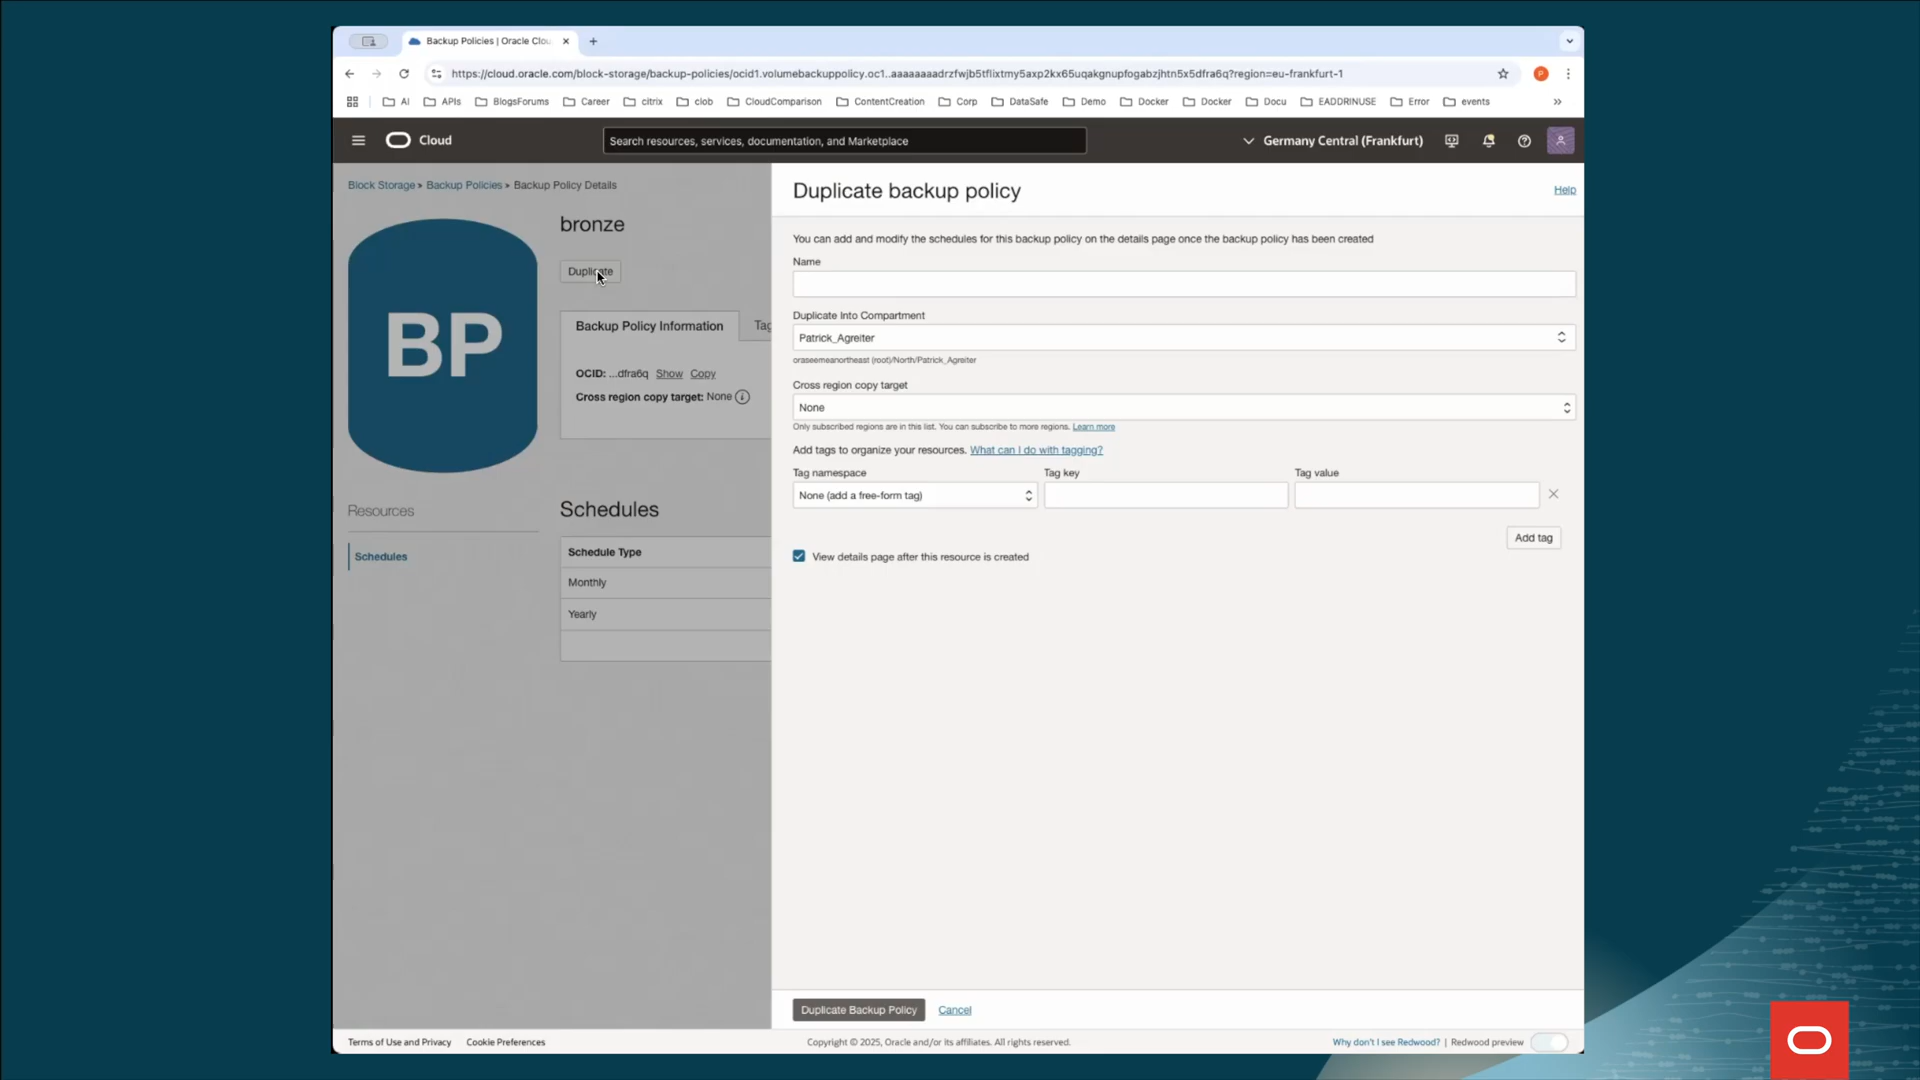 Backup Policies | Oracle Clou
https://cloud.oracle.com/block-storage/backup-policies/ocid1.volumebackuppolicy.oc1..aaaaaaaadrzfwjb5tflixtmy5axp2kx65uqakgnupfogabzjhtn5x5dfra6q?region=eu-frankfurt-1
P
AI APIs BlogsForums Career citrix clob CloudComparison ContentCreation Corp DataSafe Demo Docker Docker Docu EADDRINUSE Error events »
Cloud
Search resources, services, documentation, and Marketplace
Germany Central (Frankfurt)
Block Storage » Backup Policies » Backup Policy Details
BP
bronze
Duplicate
Backup Policy Information Tag
OCID: ...dfra6q Show Copy
Cross region copy target: None
Resources
Schedules
Schedules
Schedule Type
Monthly
Yearly
Duplicate backup policy
Help
You can add and modify the schedules for this backup policy on the details page once the backup policy has been created
Name
Duplicate Into Compartment
Patrick_Agreiter
oraseemeanortheast (root)/North/Patrick_Agreiter
Cross region copy target
None
Only subscribed regions are in this list. You can subscribe to more regions. Learn more
Add tags to organize your resources. What can I do with tagging?
Tag namespace Tag key Tag value
None (add a free-form tag)
Add tag
View details page after this resource is created
Duplicate Backup Policy Cancel
Terms of Use and Privacy Cookie Preferences Copyright © 2025, Oracle and/or its affiliates. All rights reserved. Why don't I see Redwood? | Redwood preview